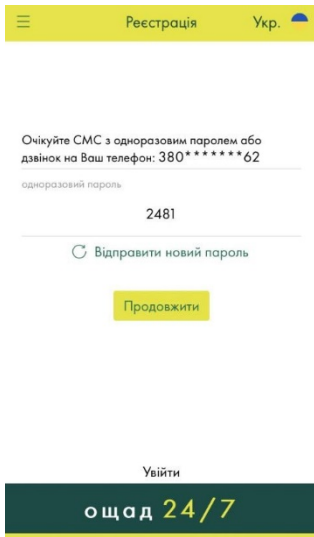 Реєстрація Укр.
Очікуйте СМС з одноразовим паролем або
дзвінок на Ваш телефон: 380*******62
одноразовий пароль
2481
Відправити новий пароль
Продовжити
Увійти
ощад 24/7